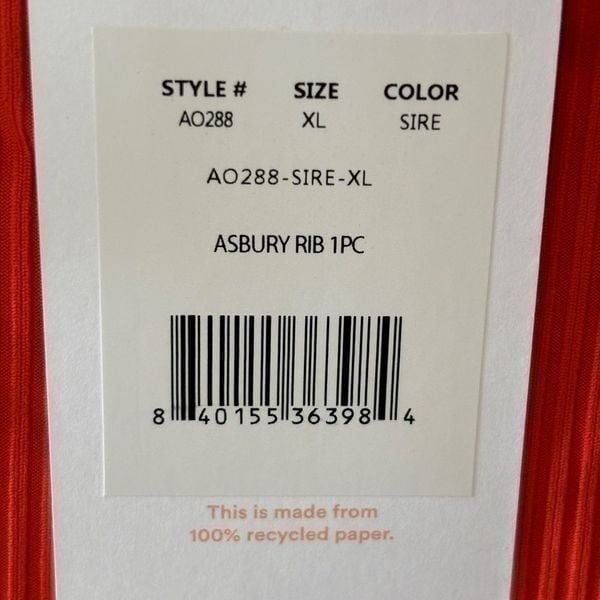 STYLE # SIZE COLOR
AO288 XL SIRE
AO288-SIRE-XL
ASBURY RIB 1PC
8 40155 36398 4
This is made from
100% recycled paper.